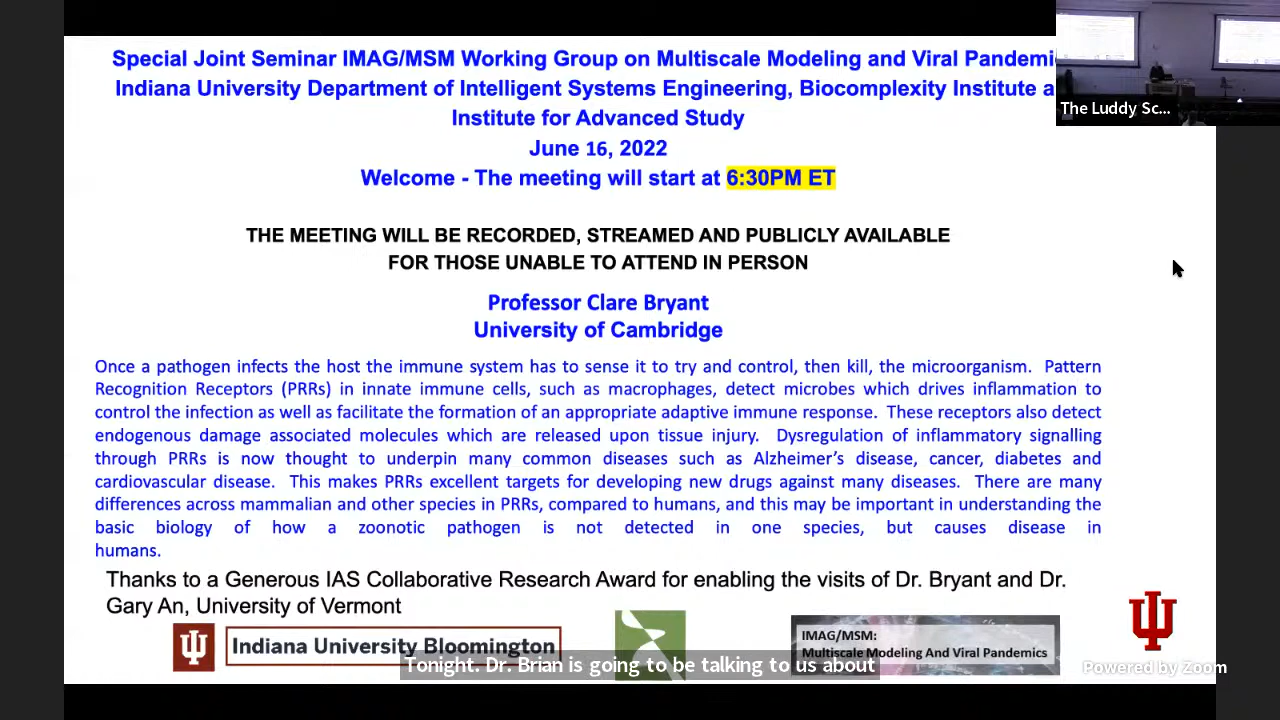 Special Joint Seminar IMAG/MSM Working Group on Multiscale Modeling and Viral Pandemi
Indiana University Department of Intelligent Systems Engineering, Biocomplexity Institute a
Institute for Advanced Study
June 16, 2022
Welcome - The meeting will start at 6:30PM ET
The Luddy Sc...
THE MEETING WILL BE RECORDED, STREAMED AND PUBLICLY AVAILABLE
FOR THOSE UNABLE TO ATTEND IN PERSON
Professor Clare Bryant
University of Cambridge
Once a pathogen infects the host the immune system has to sense it to try and control, then kill, the microorganism. Pattern
Recognition Receptors (PRRs) in innate immune cells, such as macrophages, detect microbes which drives inflammation to
control the infection as well as facilitate the formation of an appropriate adaptive immune response. These receptors also detect
endogenous damage associated molecules which are released upon tissue injury. Dysregulation of inflammatory signalling
through PRRs is now thought to underpin many common diseases such as Alzheimer's disease, cancer, diabetes and
cardiovascular disease. This makes PRRs excellent targets for developing new drugs against many diseases. There are many
differences across mammalian and other species in PRRs, compared to humans, and this may be important in understanding the
basic biology of how a zoonotic pathogen is not detected in one species, but causes disease in
humans.
Thanks to a Generous IAS Collaborative Research Award for enabling the visits of Dr. Bryant and Dr.
Gary An, University of Vermont
Indiana University Bloomington
IMAG/MSM:
Multiscale Modeling And Viral Pandemics
Tonight. Dr. Brian is going to be talking to us about
Powered by Zoom